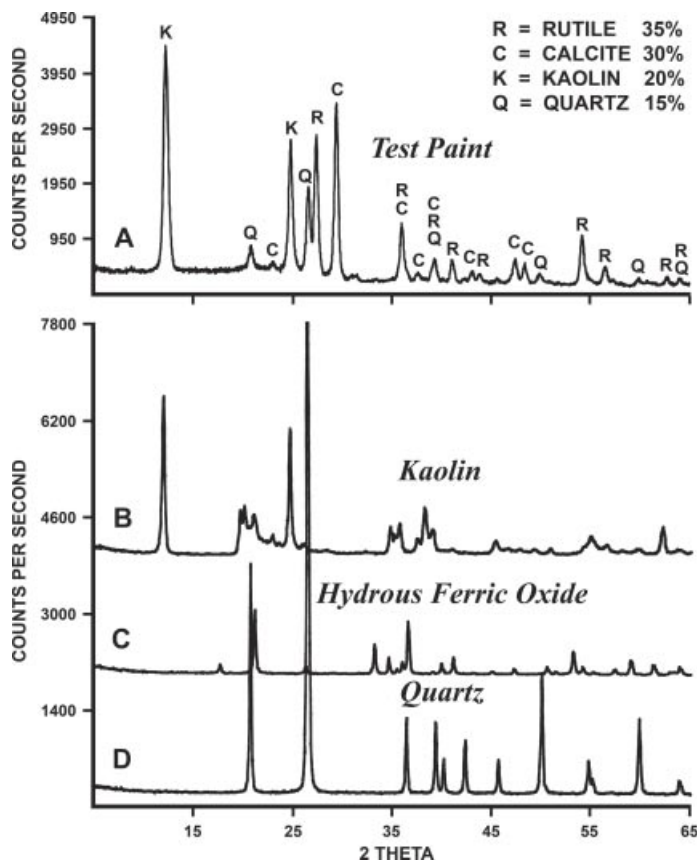 4950
3950
2950
1950
950
COUNTS PER SECOND
R = RUTILE 35%
C = CALCITE 30%
K = KAOLIN 20%
Q = QUARTZ 15%
Test Paint
A
K
Q
C
K
Q
R
C
R
C
C
C
R
Q
R
C
R
C
C
Q
R
R
Q
R
R
Q
7800
6200
4600
3000
1400
COUNTS PER SECOND
B
Kaolin
C
Hydrous Ferric Oxide
D
Quartz
15 25 35 45 55 65
2 THETA